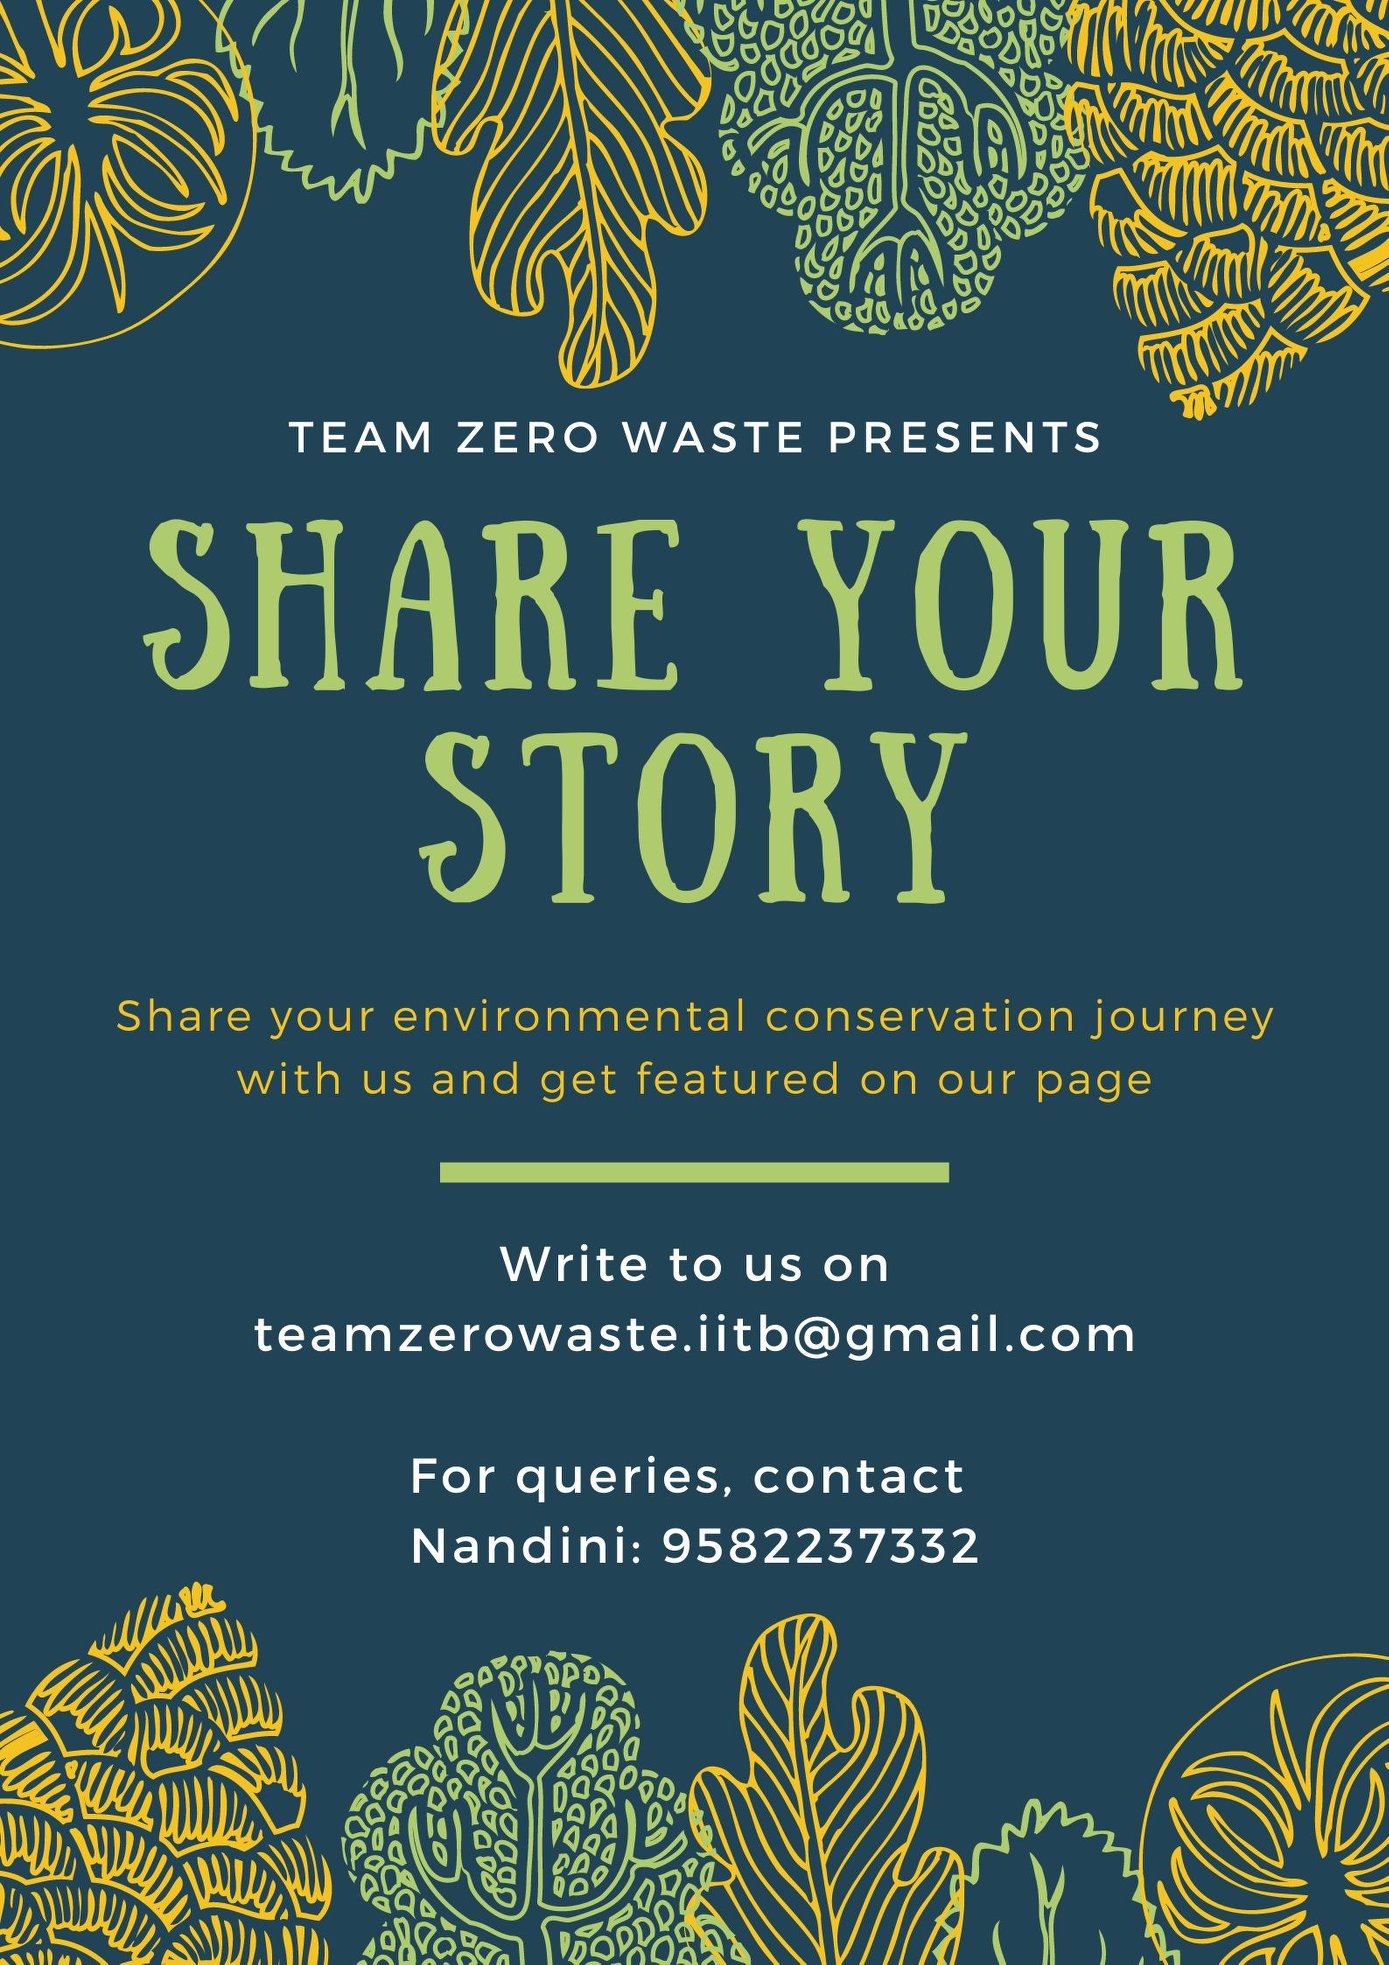 TEAM ZERO WASTE PRESENTS
SHARE YOUR
STORY
Share your environmental conservation journey
with us and get featured on our page
Write to us on
teamzerowaste.iitb@gmail.com
For queries, contact
Nandini: 9582237332